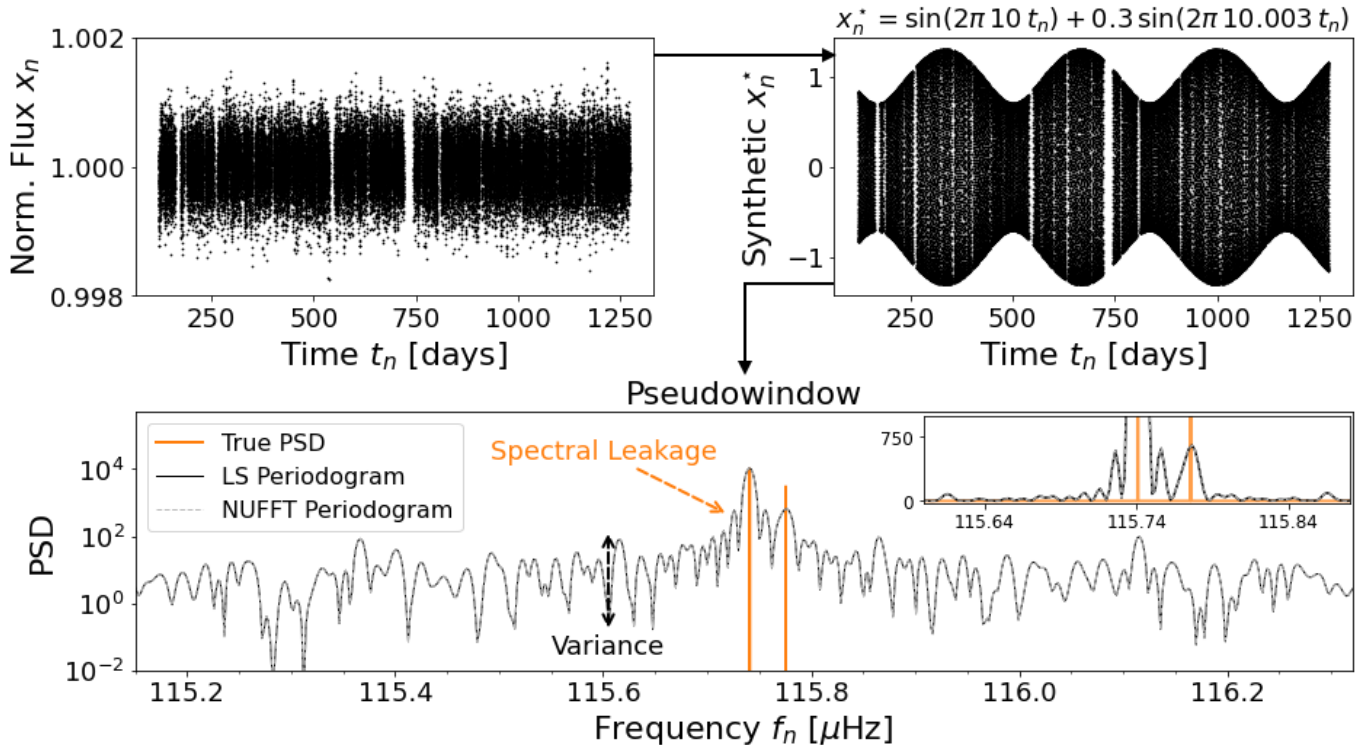 x_n^⋆ = sin(2π 10 t_n) + 0.3 sin(2π 10.003 t_n)
Norm. Flux x_n
1.002
1.000
0.998
250 500 750 1000 1250
Time t_n [days]
Synthetic x_n^⋆
1
0
−1
250 500 750 1000 1250
Time t_n [days]
Pseudowindow
PSD
10^4
10^2
10^0
10^−2
True PSD
LS Periodogram
NUFFT Periodogram
Spectral Leakage
Variance
750
0
115.64 115.74 115.84
115.2 115.4 115.6 115.8 116.0 116.2
Frequency f_n [μHz]